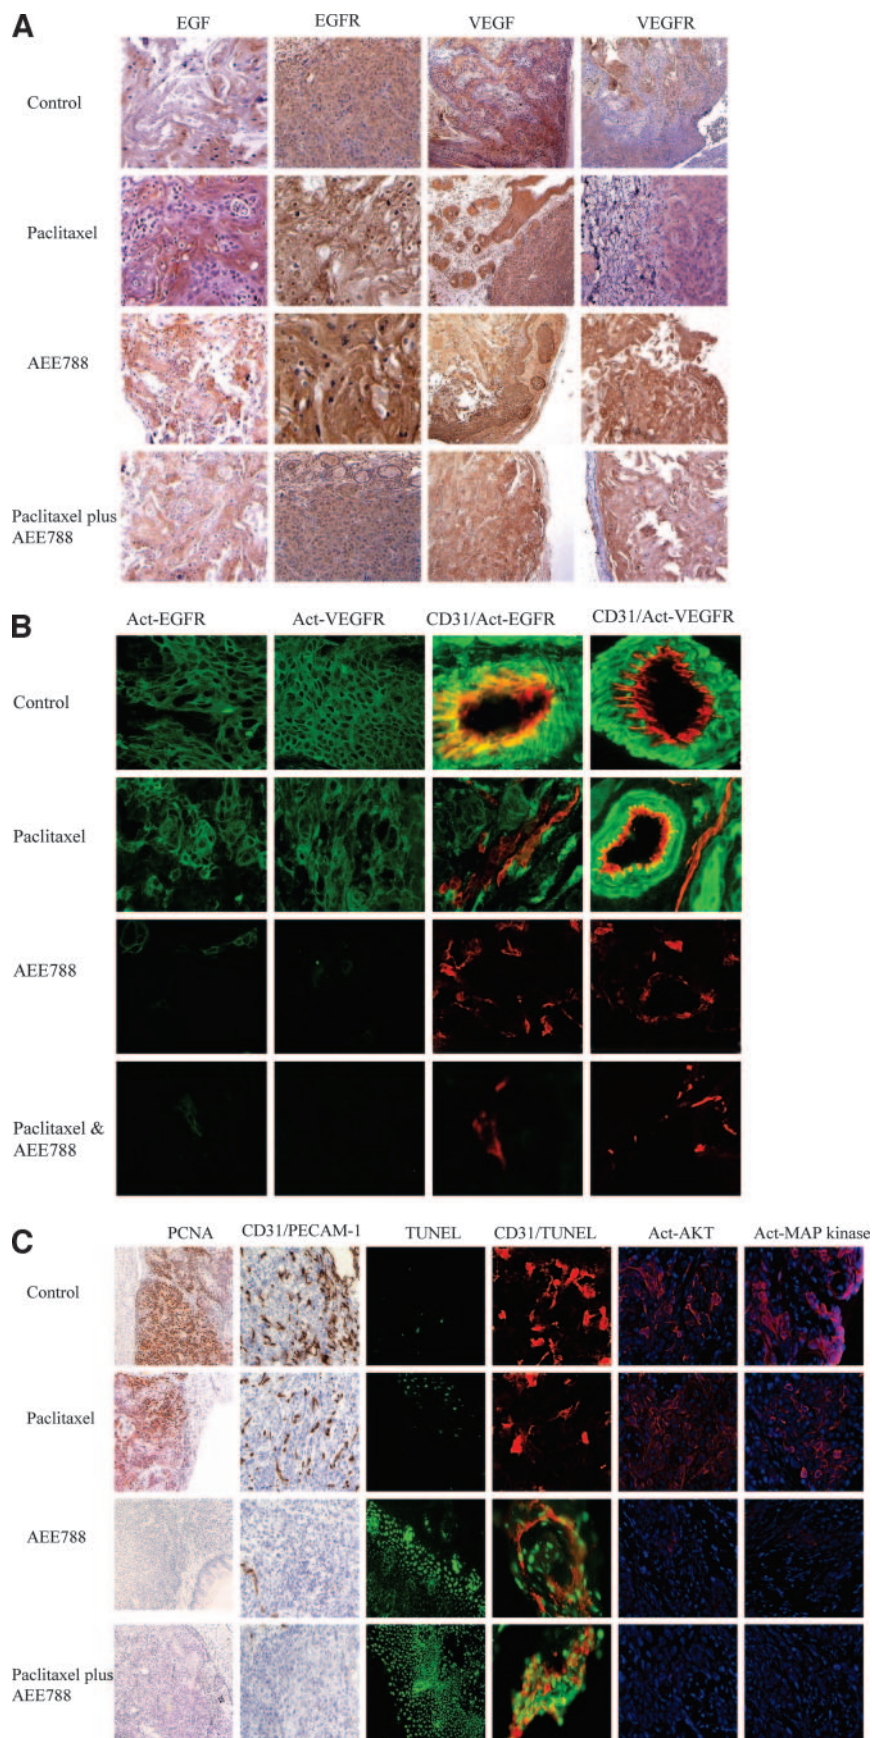 A
EGF EGFR VEGF VEGFR
Control
Paclitaxel
AEE788
Paclitaxel plus
AEE788
B
Act-EGFR Act-VEGFR CD31/Act-EGFR CD31/Act-VEGFR
Control
Paclitaxel
AEE788
Paclitaxel &
AEE788
C
PCNA CD31/PECAM-1 TUNEL CD31/TUNEL Act-AKT Act-MAP kinase
Control
Paclitaxel
AEE788
Paclitaxel plus
AEE788